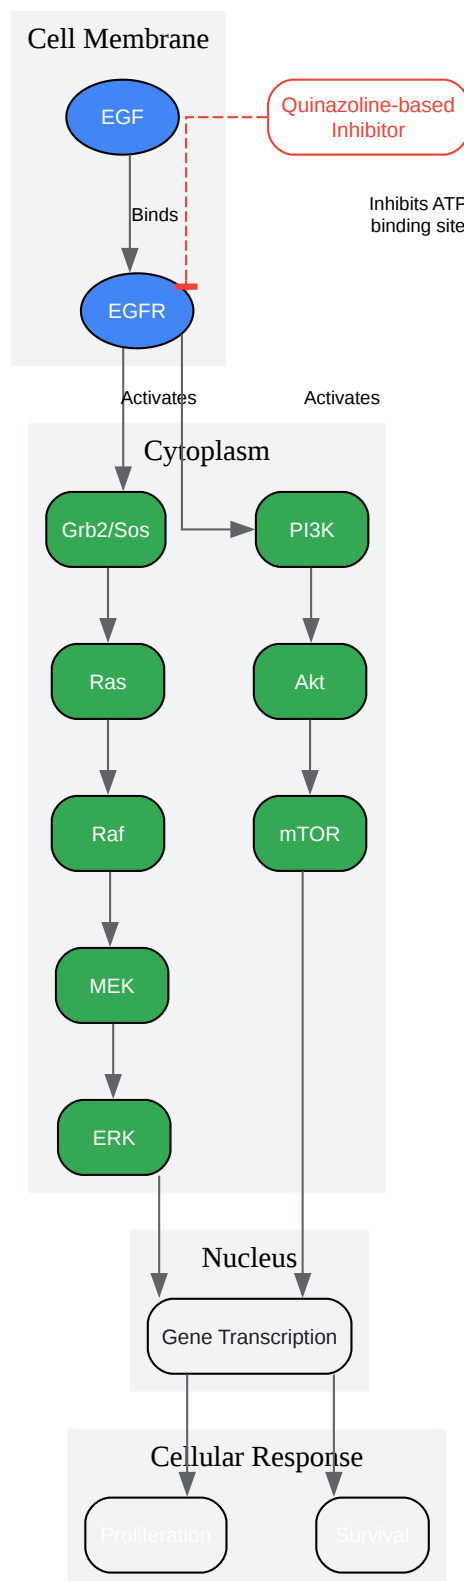 Cell Membrane
EGF
Quinazoline-based
Inhibitor
Inhibits ATP
binding site
Binds
EGFR
Activates
Activates
Cytoplasm
Grb2/Sos
PI3K
Ras
Akt
Raf
mTOR
MEK
ERK
Nucleus
Gene Transcription
Cellular Response
Proliferation
Survival